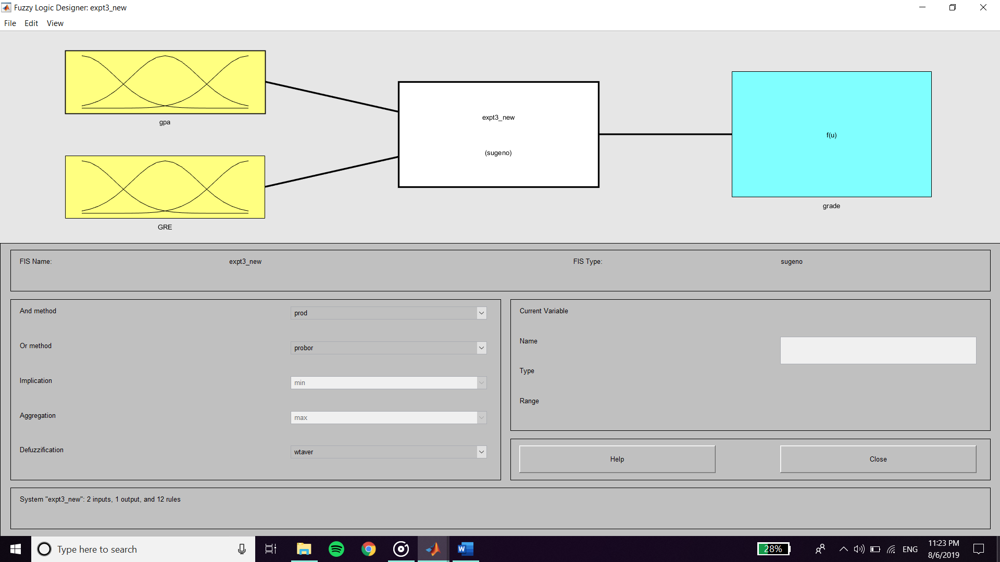 Fuzzy Logic Designer: expt3_new
File Edit View
gpa
GRE
expt3_new
(sugeno)
f(u)
grade
FIS Name: expt3_new FIS Type: sugeno
And method prod
Or method probor
Implication min
Aggregation max
Defuzzification wtaver
Current Variable
Name
Type
Range
Help Close
System "expt3_new": 2 inputs, 1 output, and 12 rules
Type here to search
28%
ENG
11:23 PM
8/6/2019